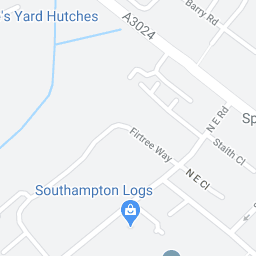 's Yard Hutches
A3024
Barry Rd
Sp
N E Rd
Staith Cl
Firtree Way
N E Cl
Southampton Logs